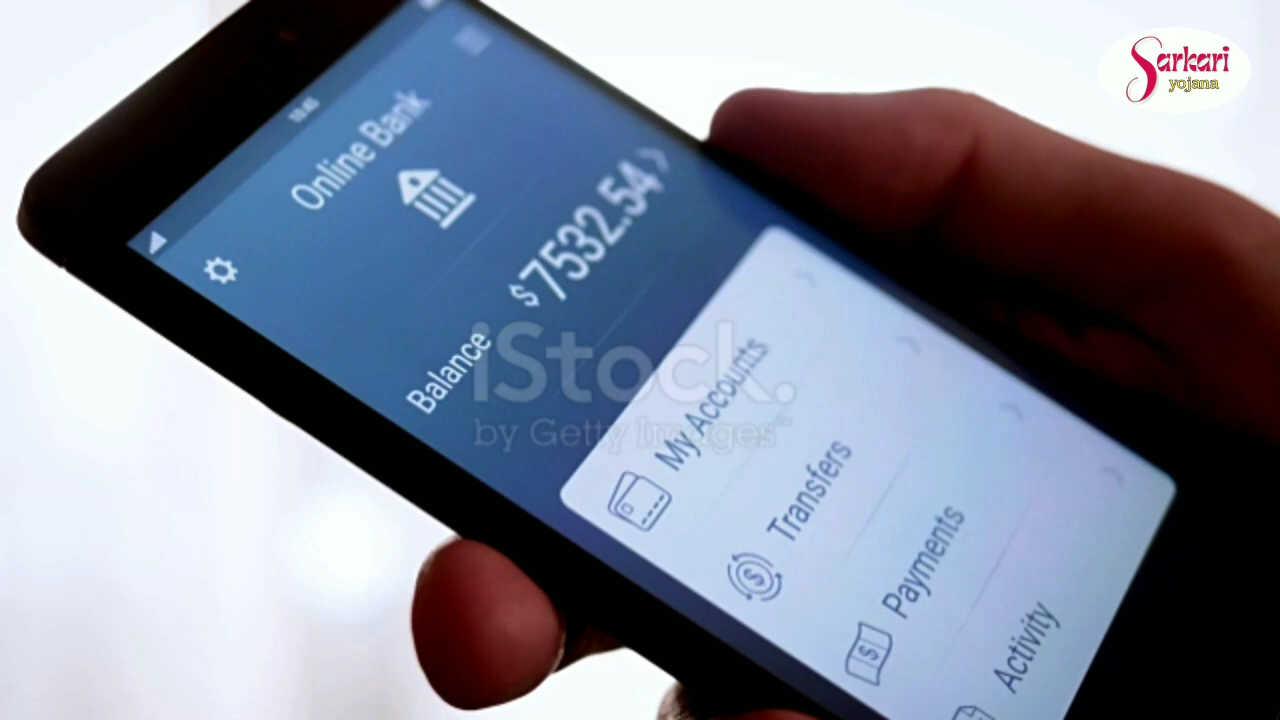 Sarkari
yojana
Online Bank
Balance
$7532.54
iStock.
by Getty Images
My Accounts
Transfers
Payments
Activity